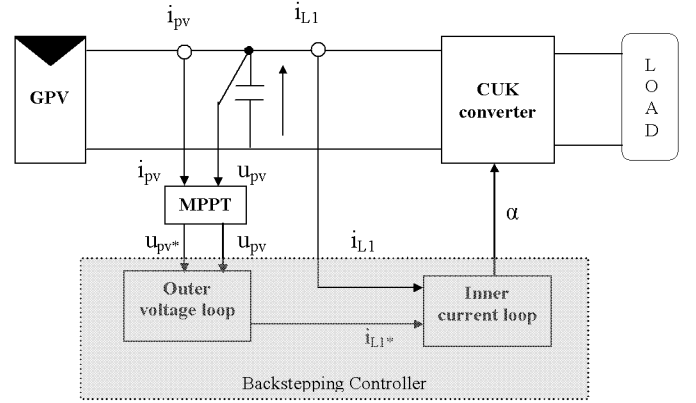 i_pv i_L1
GPV
CUK
converter
L
O
A
D
i_pv u_pv
MPPT
α
u_pv* u_pv
i_L1
Outer
voltage loop
Inner
current loop
i_L1*
Backstepping Controller